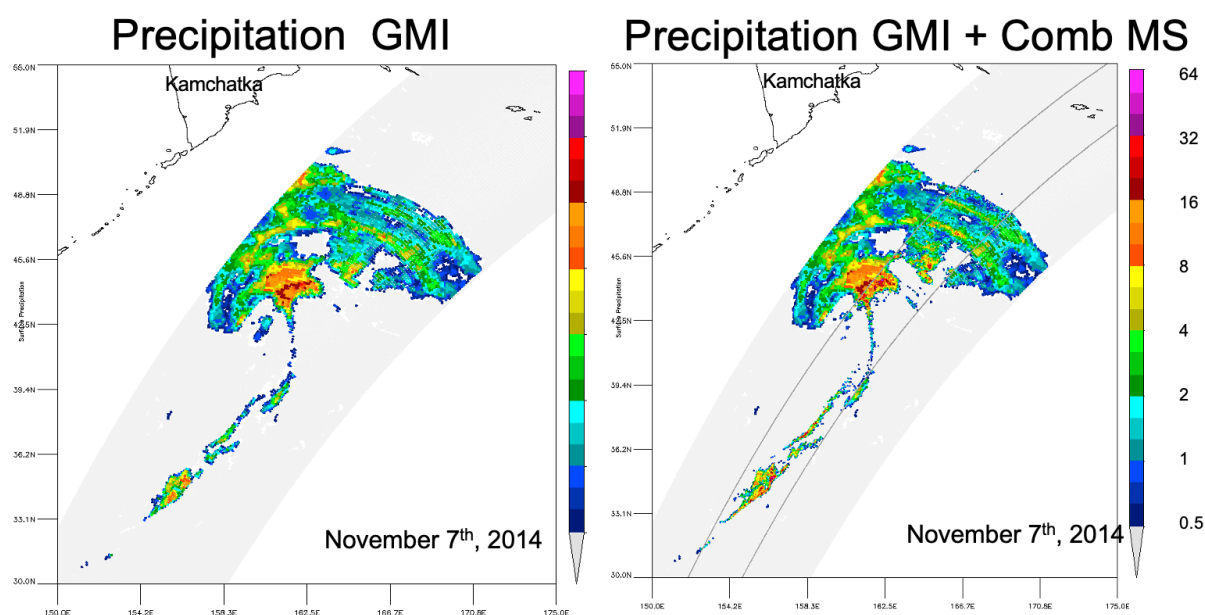 Precipitation GMI
Kamchatka
55.0N
51.9N
48.8N
45.6N
42.5N
39.4N
36.2N
33.1N
30.0N
Surface Precipitation
November 7th, 2014
150.0E 154.2E 158.3E 162.5E 166.7E 170.8E 175.0E
Precipitation GMI + Comb MS
Kamchatka
55.0N
51.9N
48.8N
45.6N
42.5N
39.4N
36.2N
33.1N
30.0N
Surface Precipitation
November 7th, 2014
150.0E 154.2E 158.3E 162.5E 166.7E 170.8E 175.0E
64
32
16
8
4
2
1
0.5